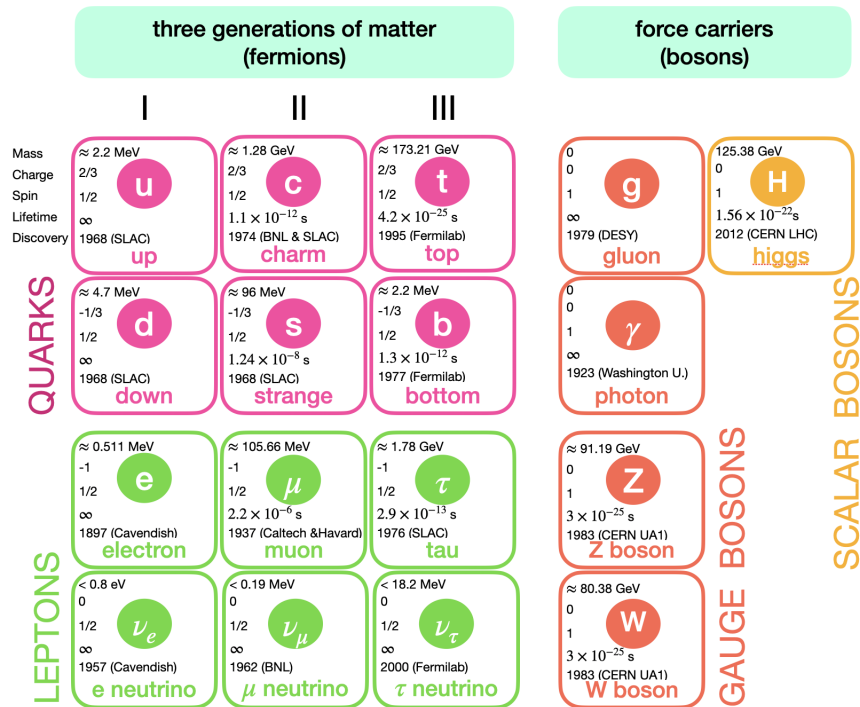 three generations of matter
(fermions)
force carriers
(bosons)
I
II
III
Mass
Charge
Spin
Lifetime
Discovery
≈ 2.2 MeV
2/3
1/2
∞
1968 (SLAC)
u
up
≈ 1.28 GeV
2/3
1/2
1.1 × 10⁻¹² s
1974 (BNL & SLAC)
c
charm
≈ 173.21 GeV
2/3
1/2
4.2 × 10⁻²⁵ s
1995 (Fermilab)
t
top
0
0
1
∞
1979 (DESY)
g
gluon
125.38 GeV
0
1
1.56 × 10⁻²² s
2012 (CERN LHC)
H
higgs
QUARKS
≈ 4.7 MeV
-1/3
1/2
∞
1968 (SLAC)
d
down
≈ 96 MeV
-1/3
1/2
1.24 × 10⁻⁸ s
1968 (SLAC)
s
strange
≈ 2.2 MeV
-1/3
1/2
1.3 × 10⁻¹² s
1977 (Fermilab)
b
bottom
0
0
1
∞
1923 (Washington U.)
γ
photon
SCALAR BOSONS
LEPTONS
≈ 0.511 MeV
-1
1/2
∞
1897 (Cavendish)
e
electron
≈ 105.66 MeV
-1
1/2
2.2 × 10⁻⁶ s
1937 (Caltech &Havard)
μ
muon
≈ 1.78 GeV
-1
1/2
2.9 × 10⁻¹³ s
1976 (SLAC)
τ
tau
≈ 91.19 GeV
0
1
3 × 10⁻²⁵ s
1983 (CERN UA1)
Z
Z boson
GAUGE BOSONS
< 0.8 eV
0
1/2
∞
1957 (Cavendish)
νₑ
e neutrino
< 0.19 MeV
0
1/2
∞
1962 (BNL)
ν_μ
μ neutrino
< 18.2 MeV
0
1/2
∞
2000 (Fermilab)
ν_τ
τ neutrino
≈ 80.38 GeV
0
1
3 × 10⁻²⁵ s
1983 (CERN UA1)
W
W boson